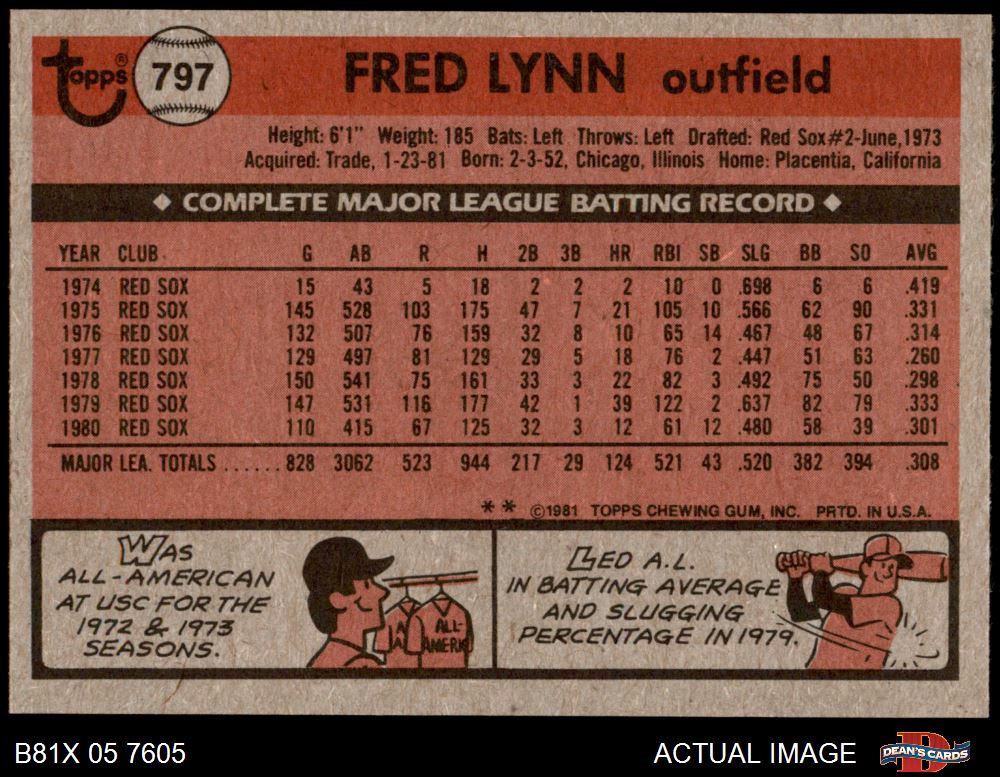 Topps® 797 FRED LYNN outfield
Height: 6'1" Weight: 185 Bats: Left Throws: Left Drafted: Red Sox #2-June, 1973
Acquired: Trade, 1-23-81 Born: 2-3-52, Chicago, Illinois Home: Placentia, California
◆ COMPLETE MAJOR LEAGUE BATTING RECORD ◆
YEAR CLUB G AB R H 2B 3B HR RBI SB SLG BB SO AVG
1974 RED SOX 15 43 5 18 2 2 2 10 0 .698 6 6 .419
1975 RED SOX 145 528 103 175 47 7 21 105 10 .566 62 90 .331
1976 RED SOX 132 507 76 159 32 8 10 65 14 .467 48 67 .314
1977 RED SOX 129 497 81 129 29 5 18 76 2 .447 51 63 .260
1978 RED SOX 150 541 75 161 33 3 22 82 3 .492 75 50 .298
1979 RED SOX 147 531 116 177 42 1 39 122 2 .637 82 79 .333
1980 RED SOX 110 415 67 125 32 3 12 61 12 .480 58 39 .301
MAJOR LEA. TOTALS ...... 828 3062 523 944 217 29 124 521 43 .520 382 394 .308
** ©1981 TOPPS CHEWING GUM, INC. PRTD. IN U.S.A.
WAS
ALL-AMERICAN
AT USC FOR THE
1972 & 1973
SEASONS.
ALL-
AMERI
LED A.L.
IN BATTING AVERAGE
AND SLUGGING
PERCENTAGE IN 1979.
B81X 05 7605 ACTUAL IMAGE DEAN'S CARDS